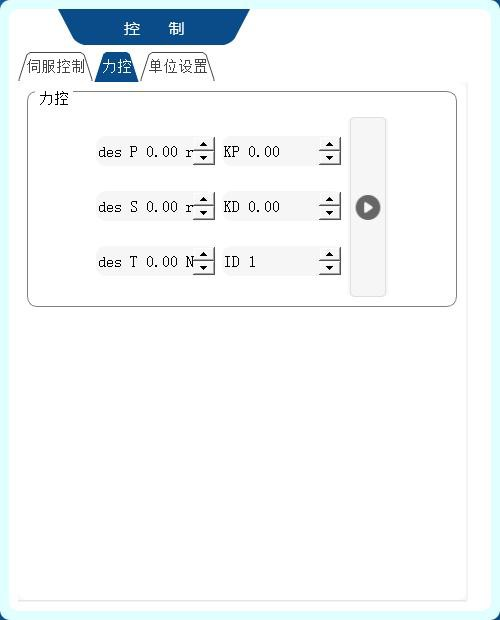 控 制
伺服控制 力控 单位设置
力控
des P 0.00 r KP 0.00
des S 0.00 r KD 0.00
des T 0.00 N ID 1